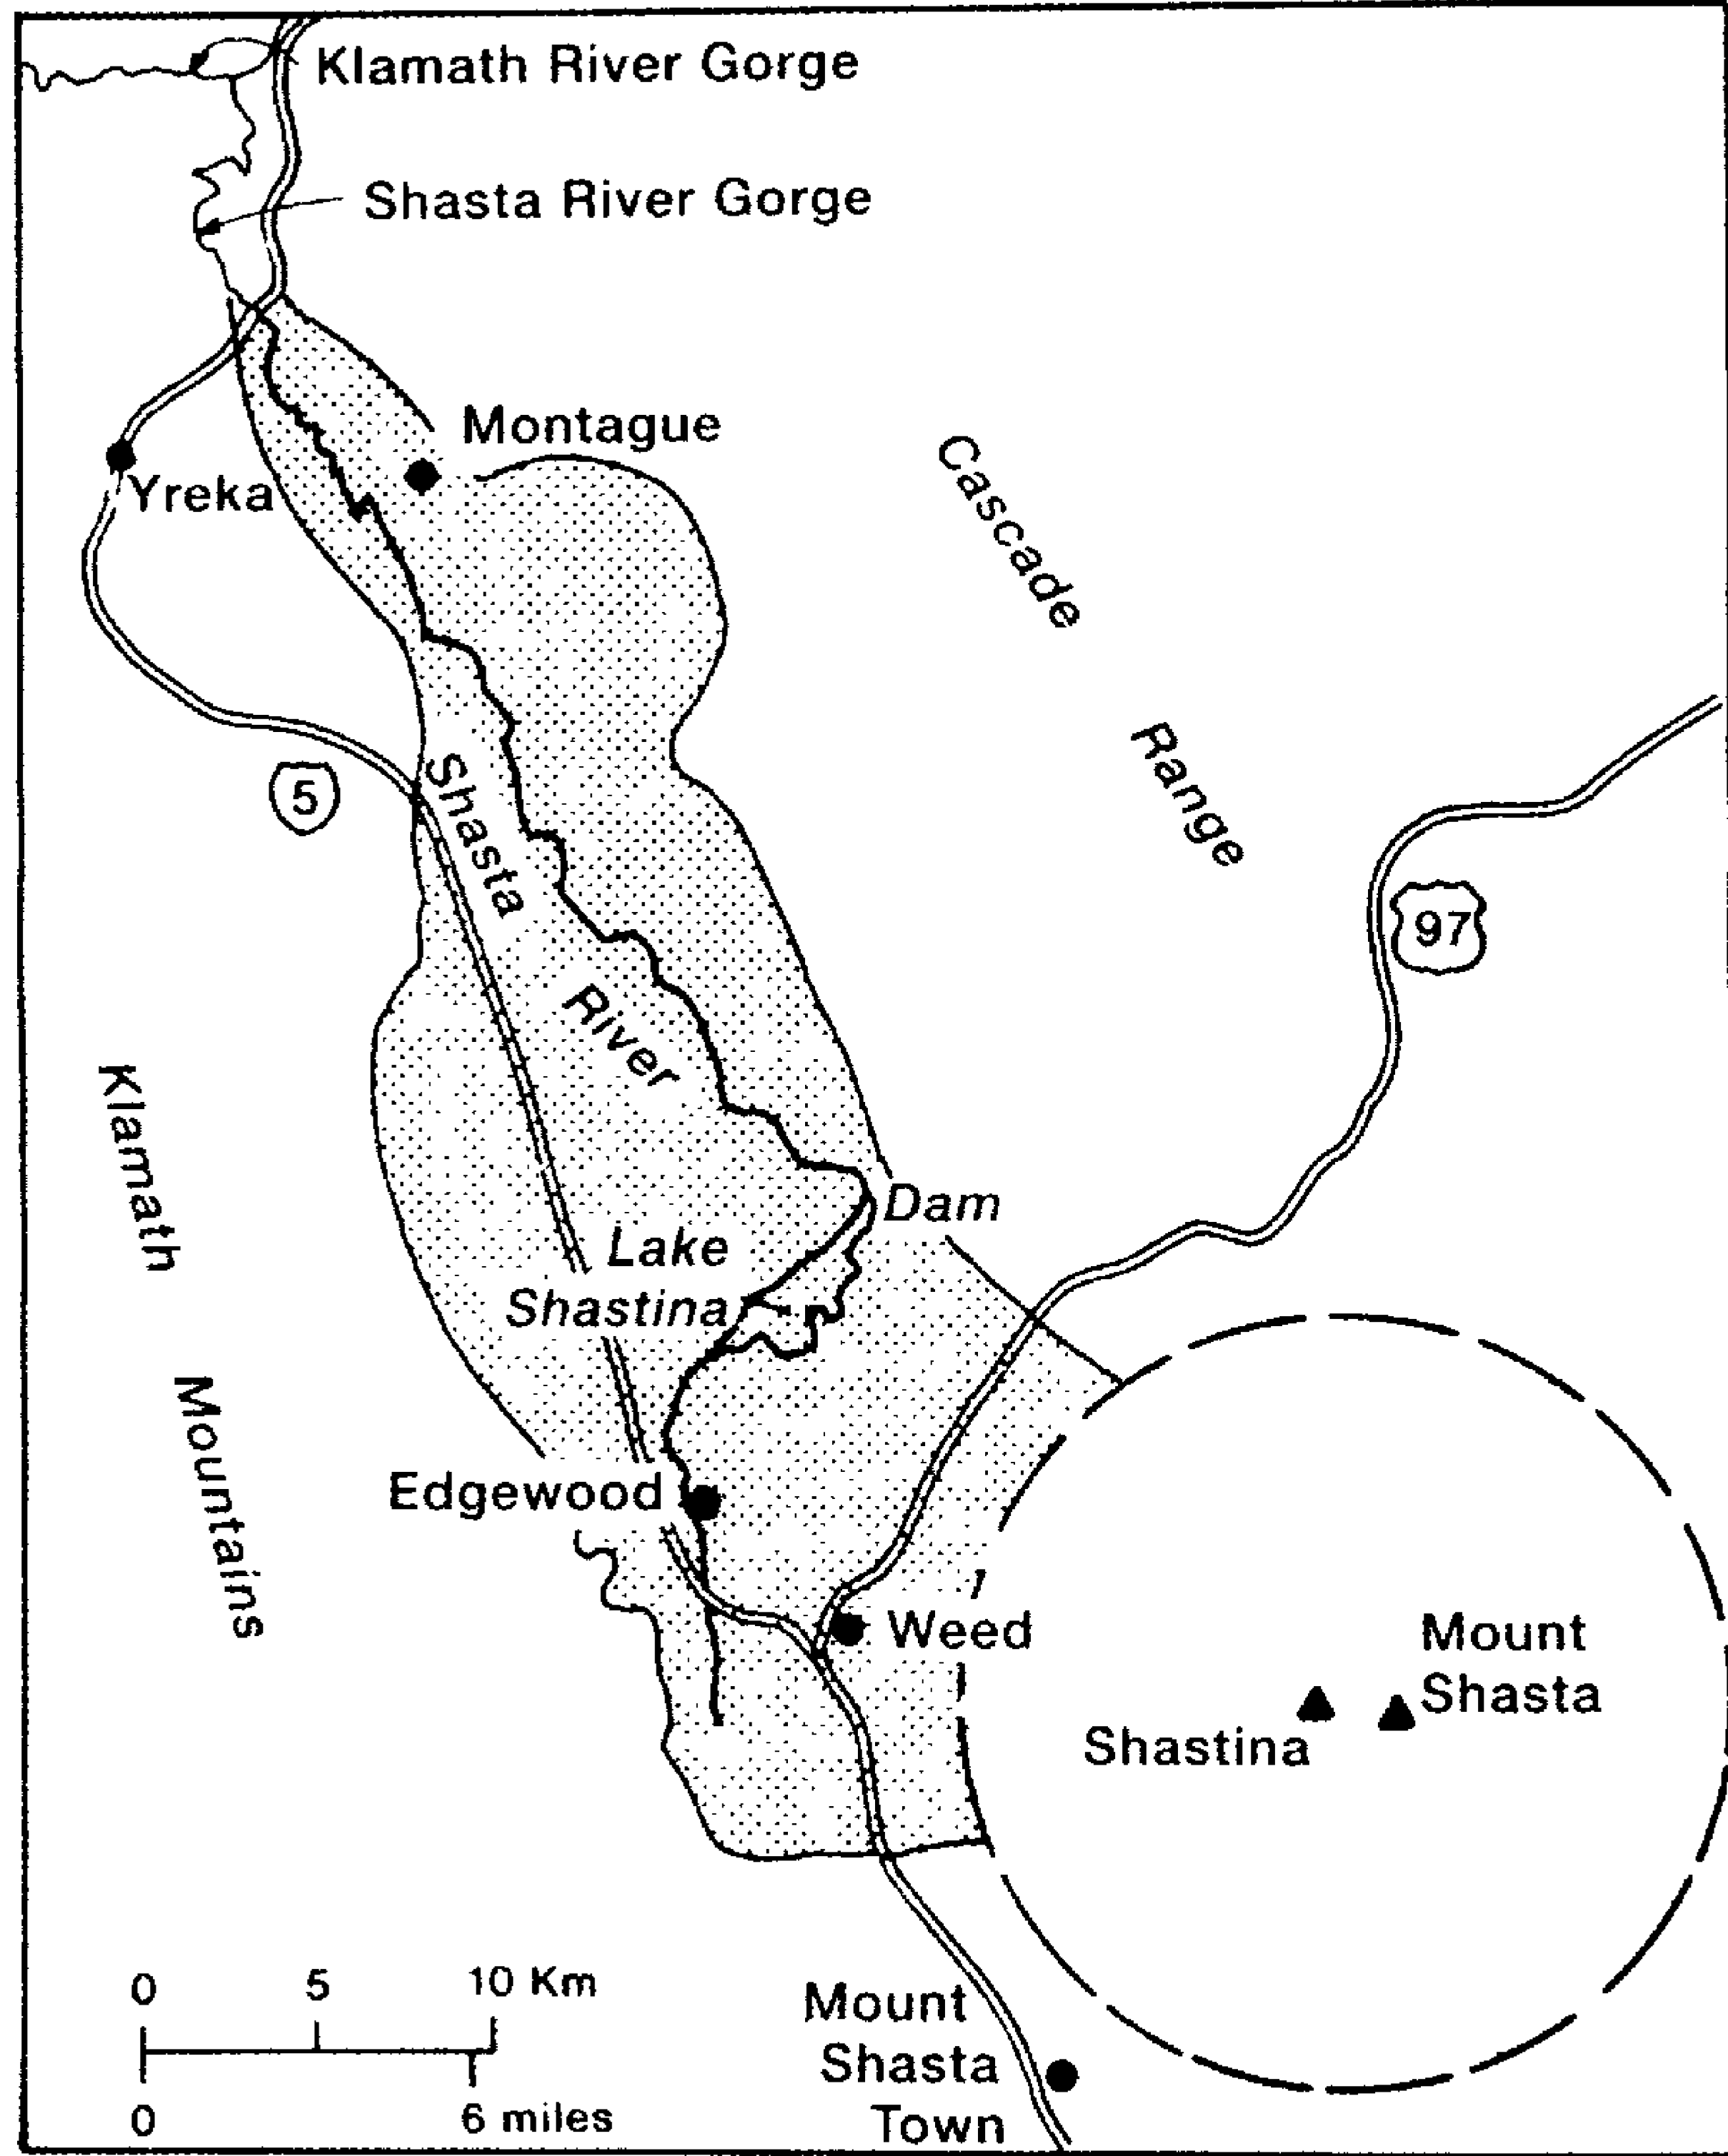 Klamath River Gorge
Shasta River Gorge
Montague
Yreka
Cascade
Range
5
Shasta
River
97
Klamath
Mountains
Dam
Lake
Shastina
Edgewood
Weed
Mount
Shasta
Shastina
0 5 10 Km
0 6 miles
Mount
Shasta
Town